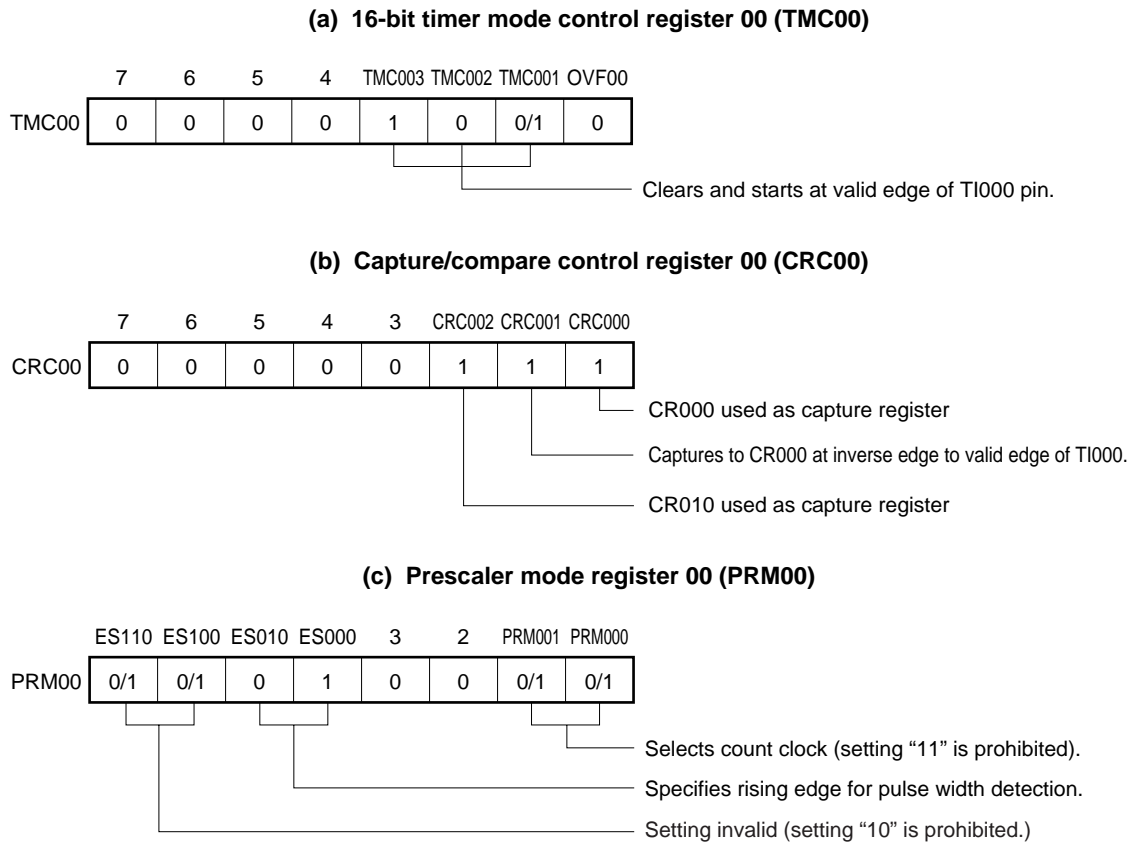 (a) 16-bit timer mode control register 00 (TMC00)
7 6 5 4 TMC003 TMC002 TMC001 OVF00
TMC00 0 0 0 0 1 0 0/1 0
Clears and starts at valid edge of TI000 pin.
(b) Capture/compare control register 00 (CRC00)
7 6 5 4 3 CRC002 CRC001 CRC000
CRC00 0 0 0 0 0 1 1 1
CR000 used as capture register
Captures to CR000 at inverse edge to valid edge of TI000.
CR010 used as capture register
(c) Prescaler mode register 00 (PRM00)
ES110 ES100 ES010 ES000 3 2 PRM001 PRM000
PRM00 0/1 0/1 0 1 0 0 0/1 0/1
Selects count clock (setting “11” is prohibited).
Specifies rising edge for pulse width detection.
Setting invalid (setting “10” is prohibited.)